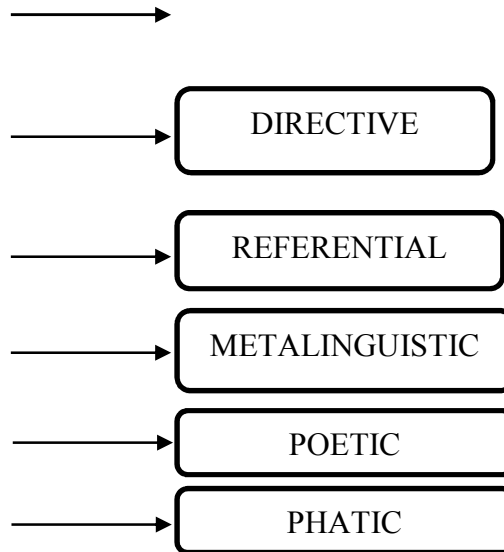 DIRECTIVE
REFERENTIAL
METALINGUISTIC
POETIC
PHATIC